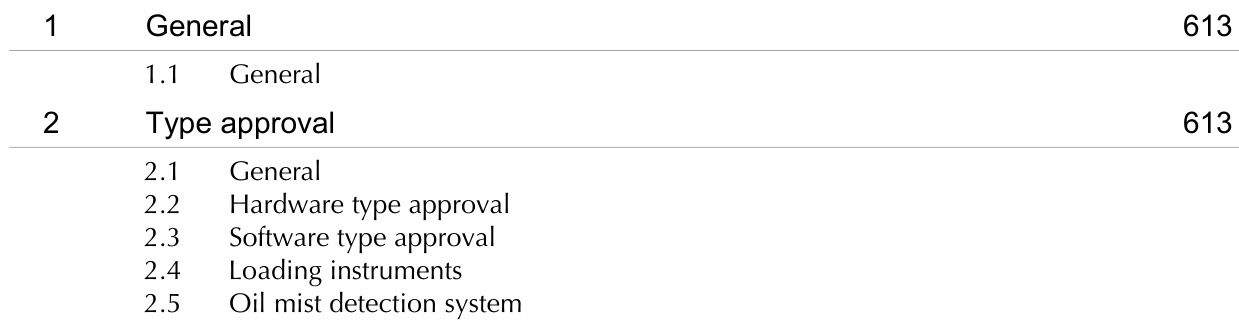 1 General 613
1.1 General
2 Type approval 613
2.1 General
2.2 Hardware type approval
2.3 Software type approval
2.4 Loading instruments
2.5 Oil mist detection system